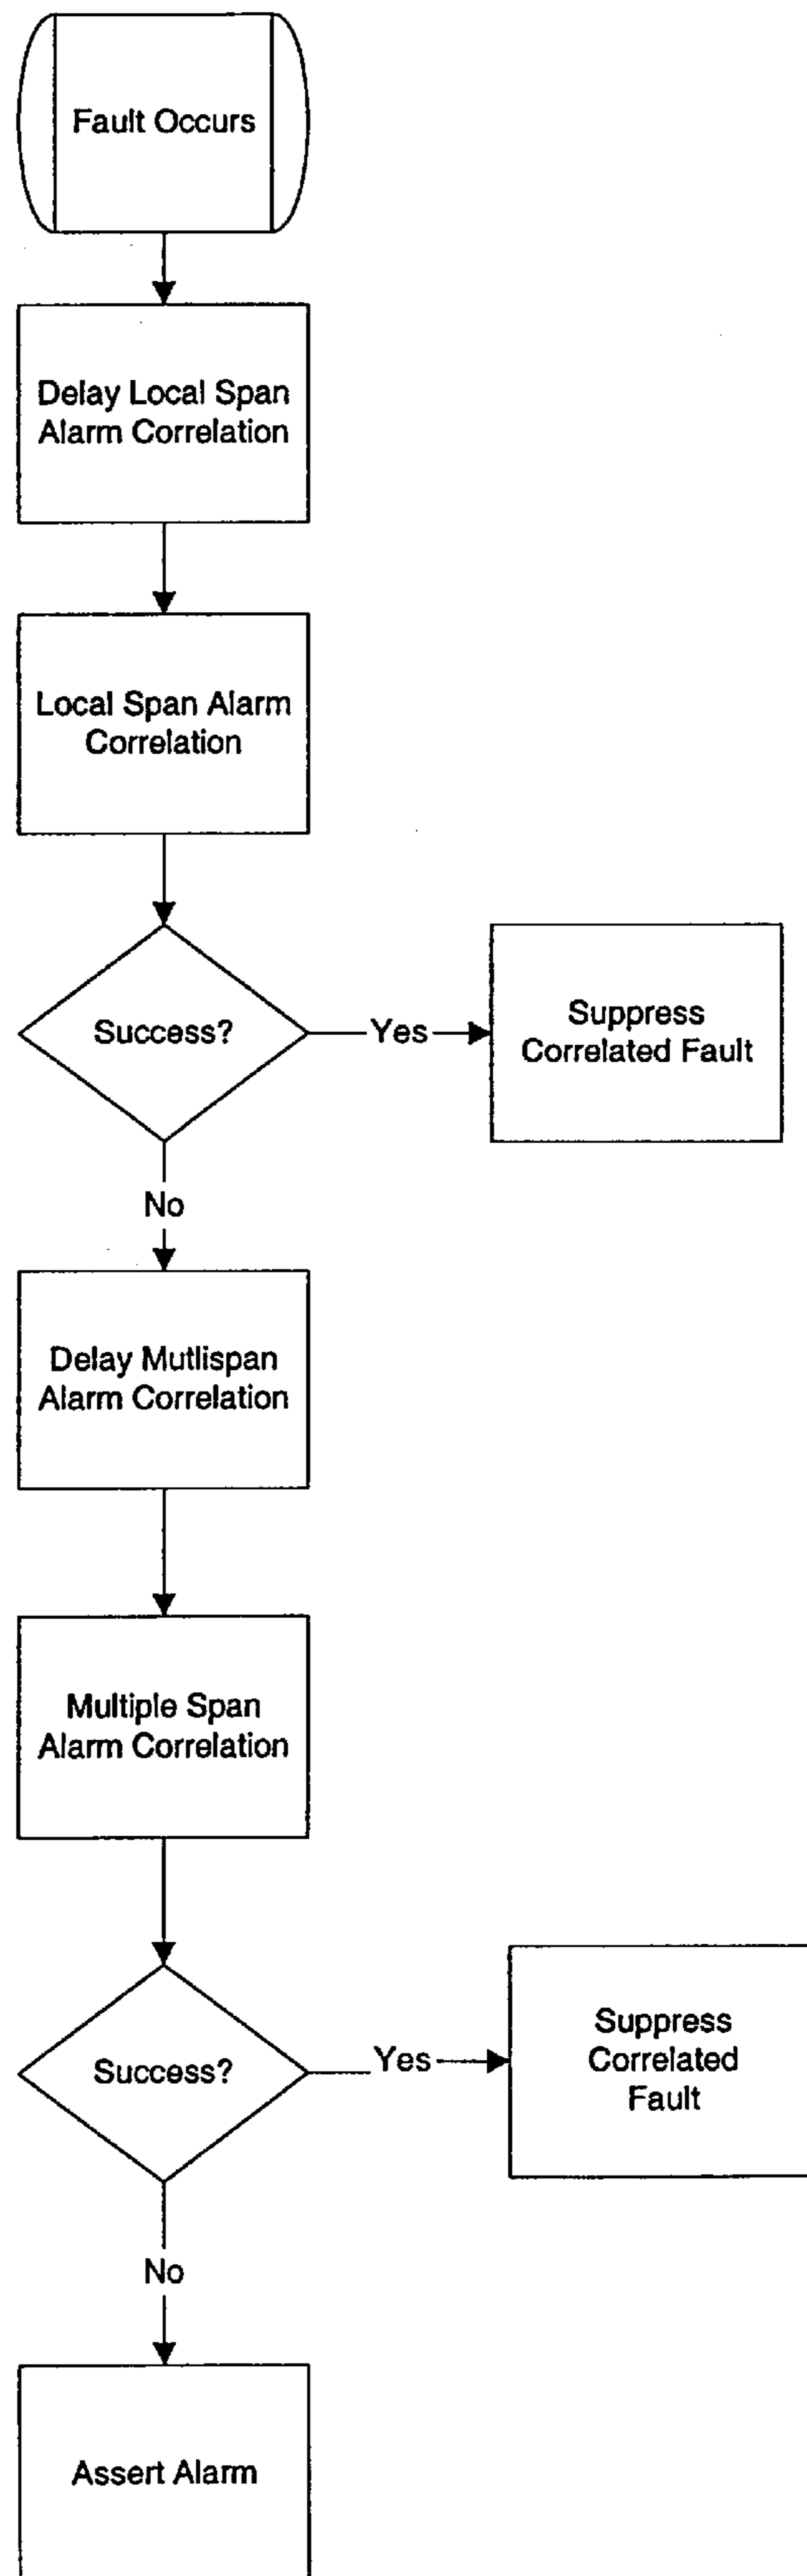 Fault Occurs
Delay Local Span
Alarm Correlation
Local Span Alarm
Correlation
Success?
Yes
Suppress
Correlated Fault
No
Delay Mutlispan
Alarm Correlation
Multiple Span
Alarm Correlation
Success?
Yes
Suppress
Correlated
Fault
No
Assert Alarm